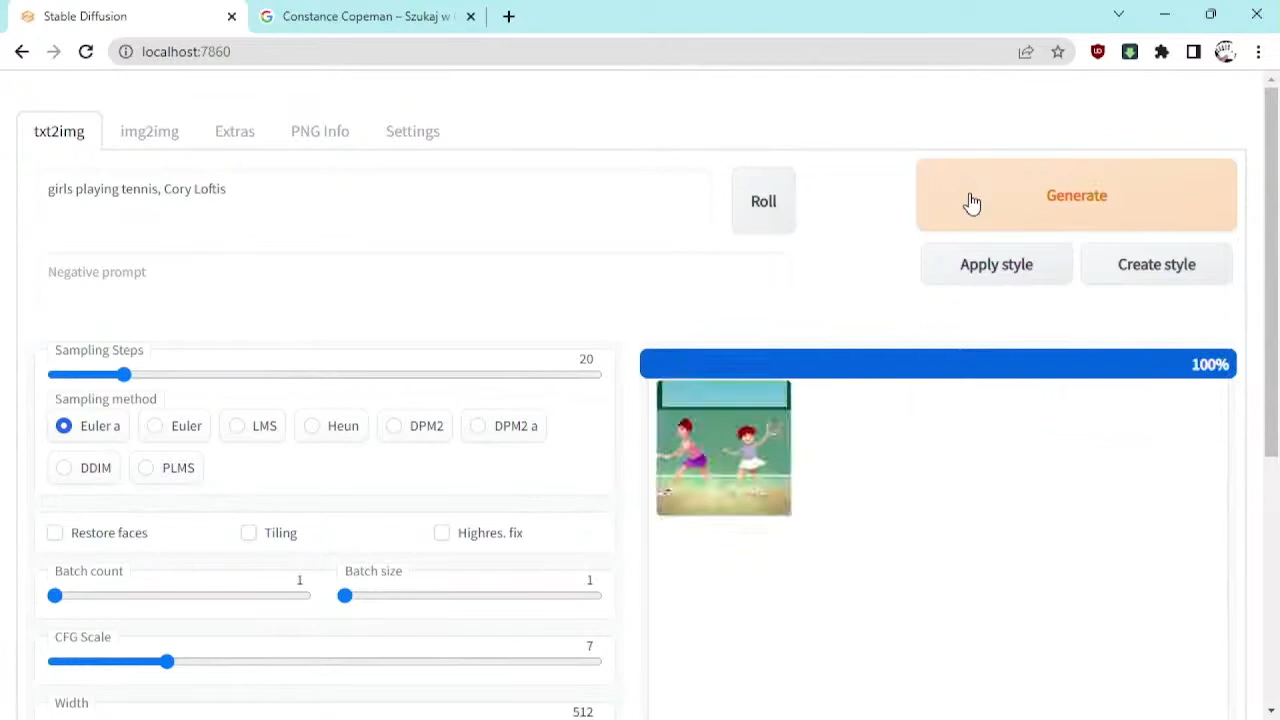 Stable Diffusion
Constance Copeman – Szukaj w
localhost:7860
txt2img img2img Extras PNG Info Settings
girls playing tennis, Cory Loftis
Roll
Generate
Negative prompt
Apply style Create style
Sampling Steps
20
100%
Sampling method
Euler a Euler LMS Heun DPM2 DPM2 a
DDIM PLMS
Restore faces Tiling Highres. fix
Batch count 1 Batch size 1
CFG Scale
7
Width
512